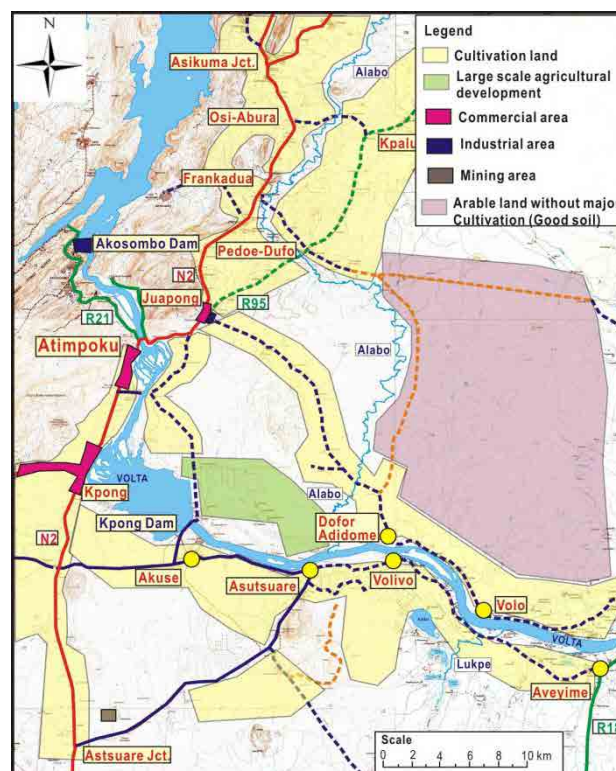 N
Legend
Cultivation land
Large scale agricultural
development
Commercial area
Industrial area
Mining area
Arable land without major
Cultivation (Good soil)
Asikuma Jct.
Alabo
Osi-Abura
Kpalu
Frankadua
Akosombo Dam
Pedoe-Dufo
N2
Juapong
R95
R21
Atimpoku
Alabo
VOLTA
Kpong
Alabo
Kpong Dam
Dofor
Adidome
N2
Akuse
Asutsuare
Volivo
Volo
VOLTA
Lukpe
Aveyime
R18
Astsuare Jct.
Scale
0 2 4 6 8 10 km